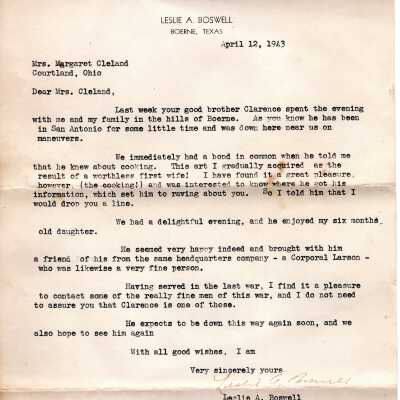 LESLIE A. BOSWELL
BOERNE, TEXAS
April 12, 1943
Mrs. Margaret Cleland
Courtland, Ohio
Dear Mrs. Cleland,
Last week your good brother Clarence spent the evening
with me and my family in the hills of Boerne. As you know he has been
in San Antonio for some little time and was down here near us on
maneuvers.
We immediately had a bond in common when he told me
that he knew about cooking. This art I gradually acquired as the
result of a worthless first wife! I have found it a great pleasure,
however, (the cooking!) and was interested to know where he got his
information, which set him to raving about you. So I told him that I
would drop you a line.
We had a delightful evening, and he enjoyed my six months
old daughter.
He seemed very happy indeed and brought with him
a friend of his from the same headquarters company - a Corporal Larson -
who was likewise a very fine person.
Having served in the last war, I find it a pleasure
to contact some of the really fine men of this war, and I do not need
to assure you that Clarence is one of those.
He expects to be down this way again soon, and we
also hope to see him again
With all good wishes, I am
Very sincerely yours
Leslie A. Boswell
Leslie A. Boswell